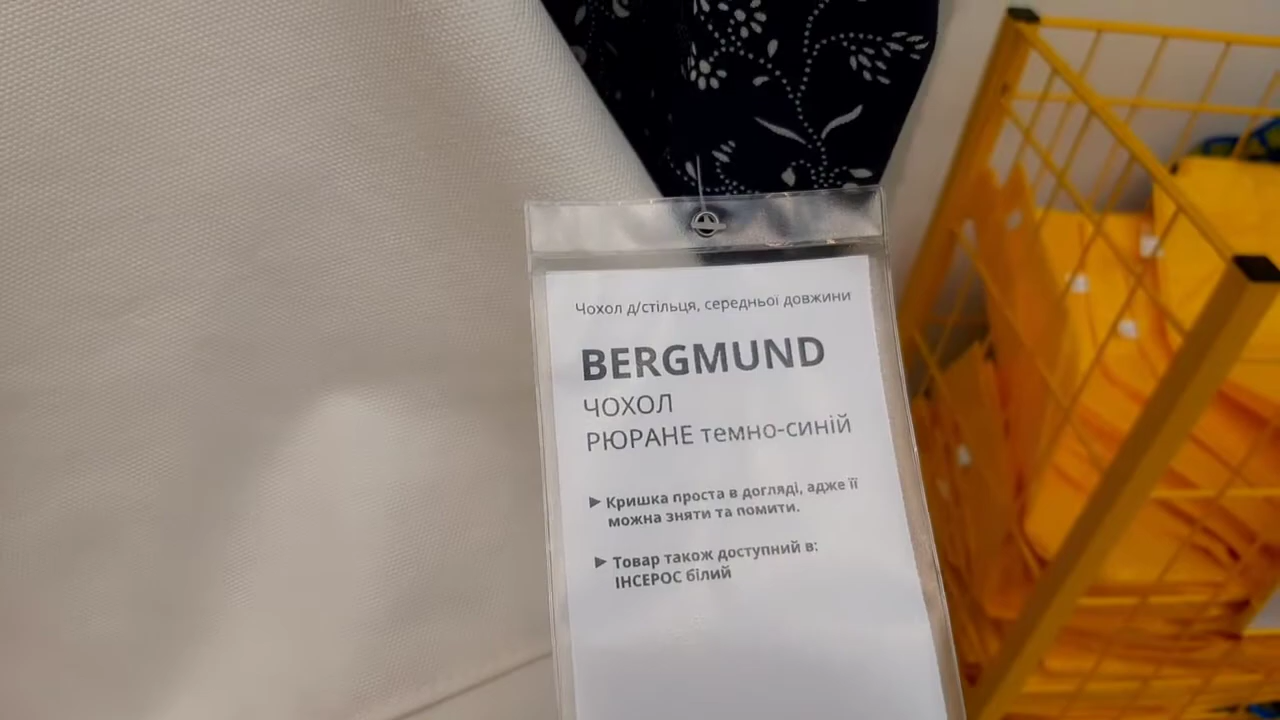 Чохол д/стільця, середньої довжини
BERGMUND
ЧОХОЛ
РЮРАНЕ темно-синій
▶ Кришка проста в догляді, адже її
можна зняти та помити.
▶ Товар також доступний в:
ІНСЕРОС білий